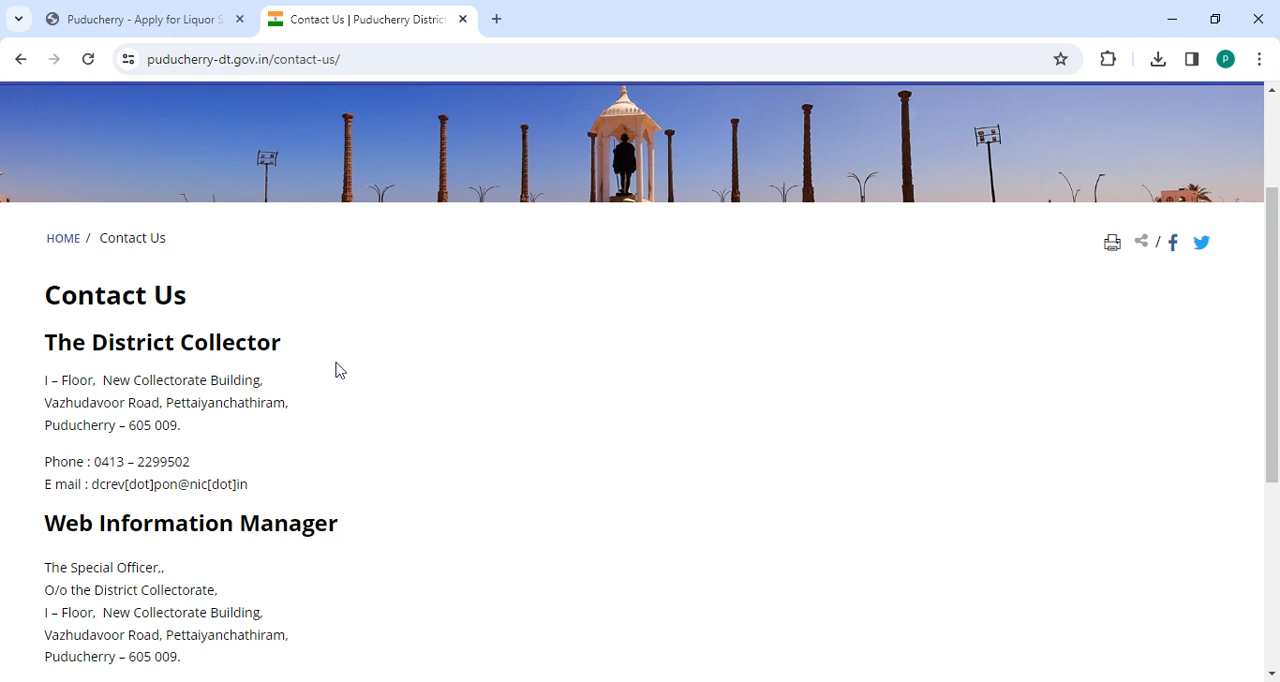 Puducherry - Apply for Liquor S
Contact Us | Puducherry District
puducherry-dt.gov.in/contact-us/
P
HOME / Contact Us
/
Contact Us
The District Collector
I – Floor, New Collectorate Building,
Vazhudavoor Road, Pettaiyanchathiram,
Puducherry – 605 009.
Phone : 0413 – 2299502
E mail : dcrev[dot]pon@nic[dot]in
Web Information Manager
The Special Officer,,
O/o the District Collectorate,
I – Floor, New Collectorate Building,
Vazhudavoor Road, Pettaiyanchathiram,
Puducherry – 605 009.